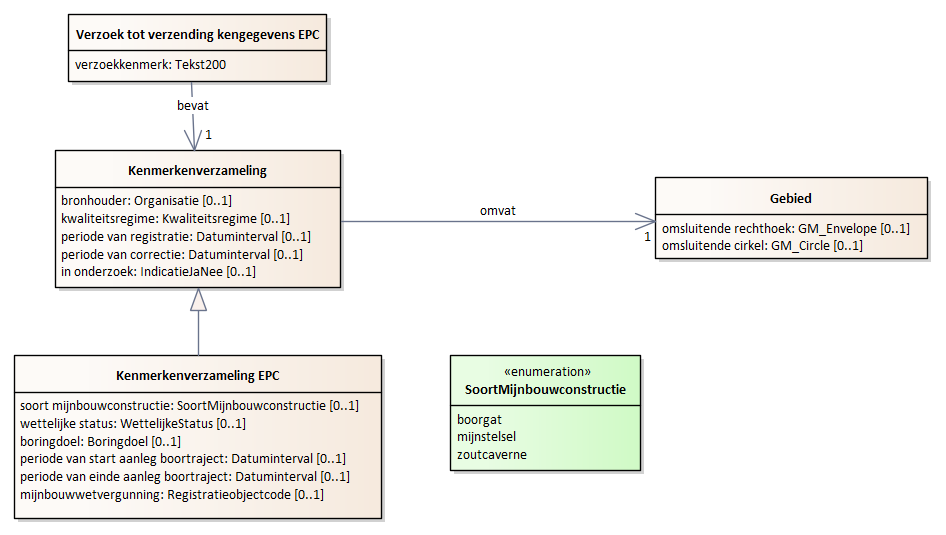 Verzoek tot verzending kengegevens EPC
verzoekkenmerk: Tekst200
bevat
1
Kenmerkenverzameling
bronhouder: Organisatie [0..1]
kwaliteitsregime: Kwaliteitsregime [0..1]
periode van registratie: Datuminterval [0..1]
periode van correctie: Datuminterval [0..1]
in onderzoek: IndicatieJaNee [0..1]
omvat
1
Gebied
omsluitende rechthoek: GM_Envelope [0..1]
omsluitende cirkel: GM_Circle [0..1]
Kenmerkenverzameling EPC
soort mijnbouwconstructie: SoortMijnbouwconstructie [0..1]
wettelijke status: WettelijkeStatus [0..1]
boringdoel: Boringdoel [0..1]
periode van start aanleg boortraject: Datuminterval [0..1]
periode van einde aanleg boortraject: Datuminterval [0..1]
mijnbouwwetvergunning: Registratieobjectcode [0..1]
«enumeration»
SoortMijnbouwconstructie
boorgat
mijnstelsel
zoutcaverne